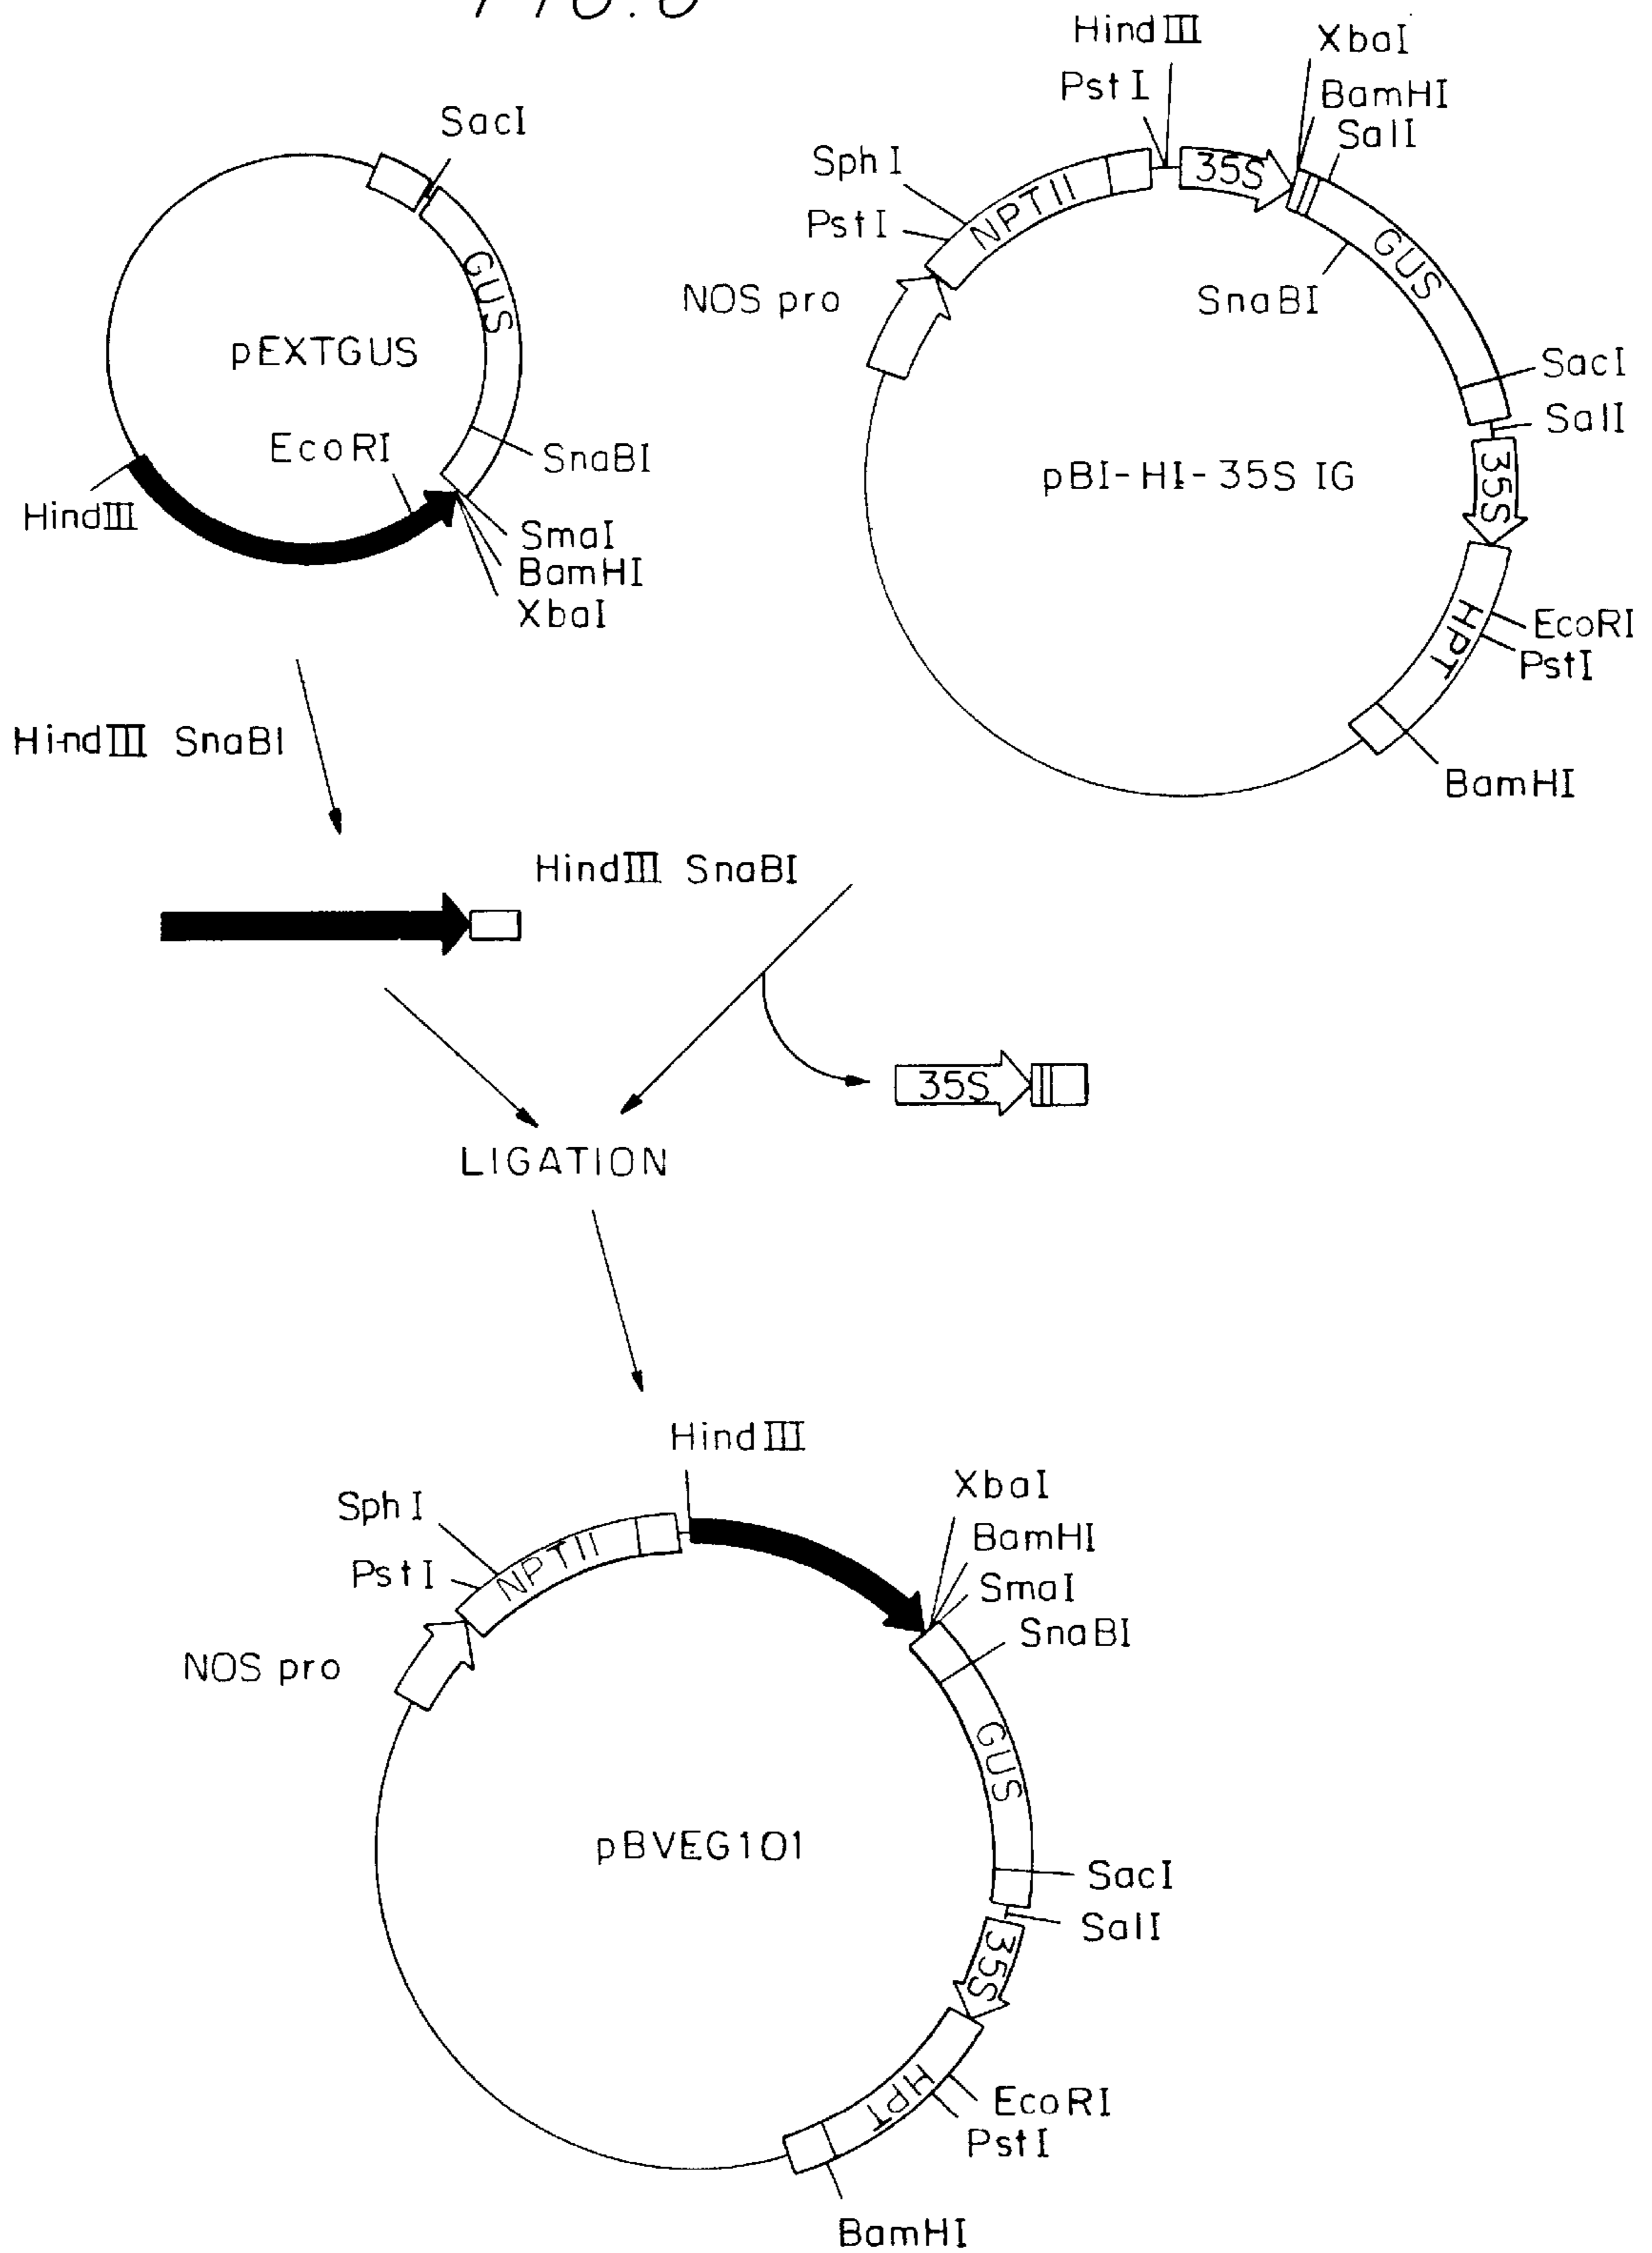 FIG. 6
SacI
GUS
pEXTGUS
EcoRI
SnaBI
HindIII
SmaI
BamHI
XbaI
HindIII
PstI
XbaI
BamHI
SalI
SphI
PstI
NPTII
35S
GUS
NOS pro
SnaBI
SacI
SalI
pBI-HI-35S IG
35S
HPT
EcoRI
PstI
BamHI
HindIII SnaBI
HindIII SnaBI
35S
LIGATION
HindIII
XbaI
BamHI
SmaI
SnaBI
SphI
PstI
NPTII
NOS pro
GUS
pBVEG101
SacI
SalI
35S
HPT
EcoRI
PstI
BamHI